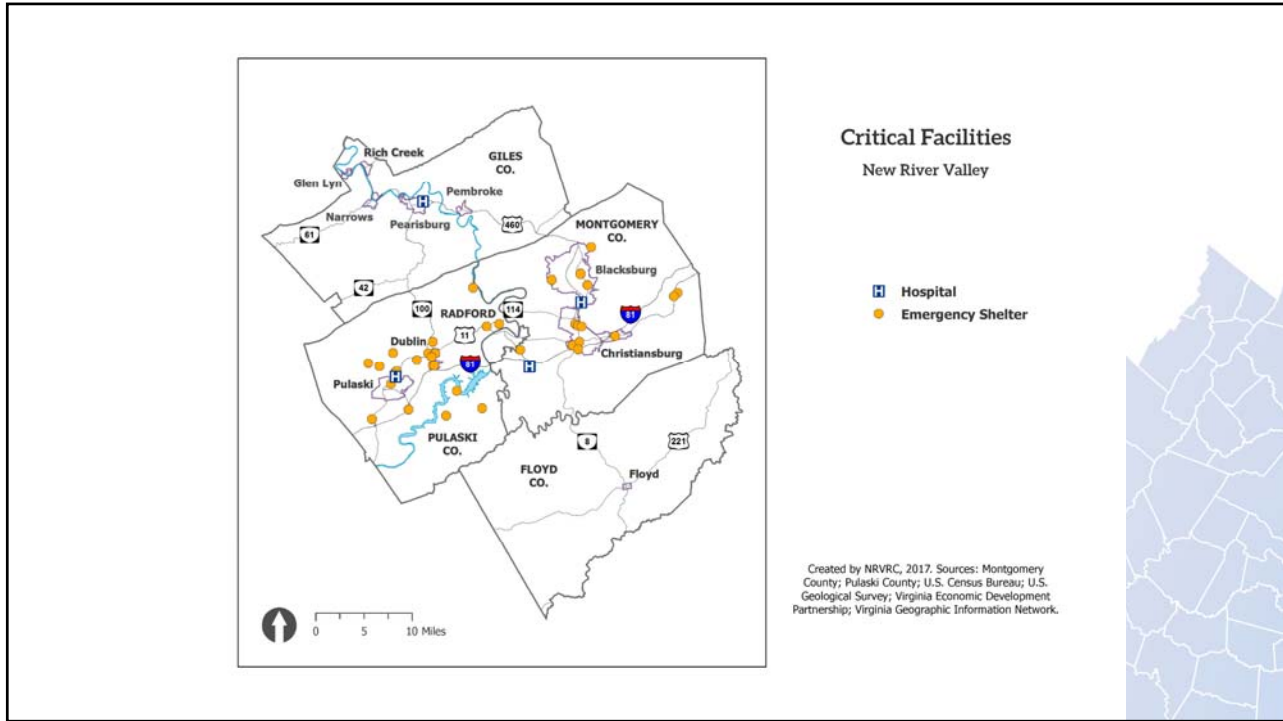 Critical Facilities
New River Valley
H Hospital
Emergency Shelter
Rich Creek
GILES
CO.
Glen Lyn
Pembroke
H
Narrows
Pearisburg
460
61
MONTGOMERY
CO.
Blacksburg
42
H
100
RADFORD
114
81
11
Dublin
81
Christiansburg
H
Pulaski
H
PULASKI
CO.
8
221
FLOYD
CO.
Floyd
0 5 10 Miles
Created by NRVRC, 2017. Sources: Montgomery
County; Pulaski County; U.S. Census Bureau; U.S.
Geological Survey; Virginia Economic Development
Partnership; Virginia Geographic Information Network.